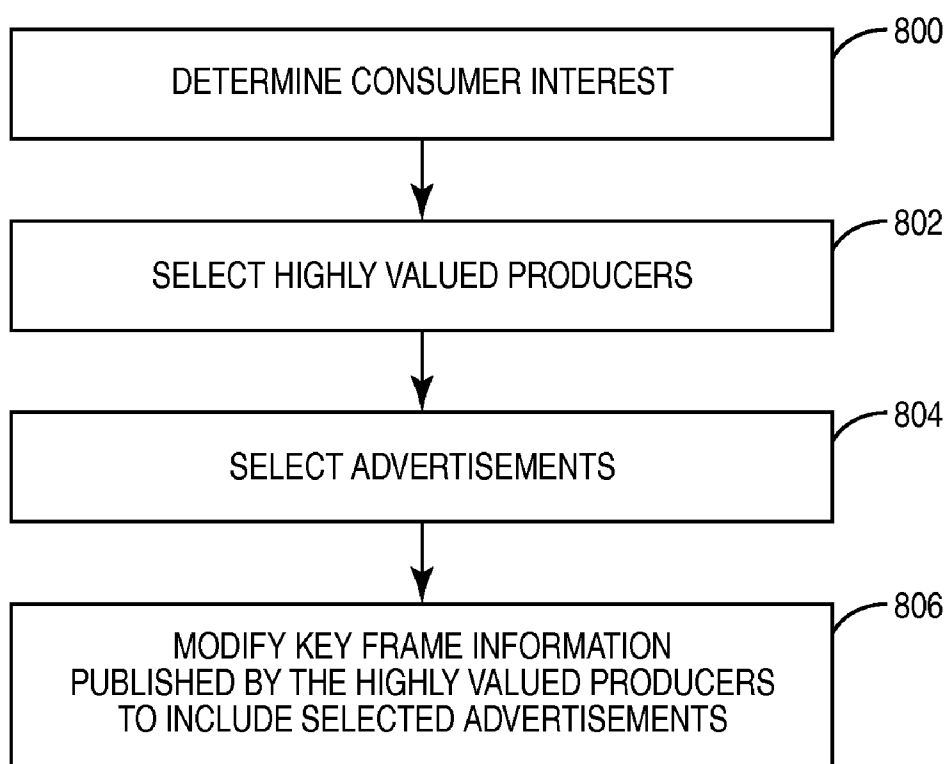 800
DETERMINE CONSUMER INTEREST
802
SELECT HIGHLY VALUED PRODUCERS
804
SELECT ADVERTISEMENTS
806
MODIFY KEY FRAME INFORMATION
PUBLISHED BY THE HIGHLY VALUED PRODUCERS
TO INCLUDE SELECTED ADVERTISEMENTS